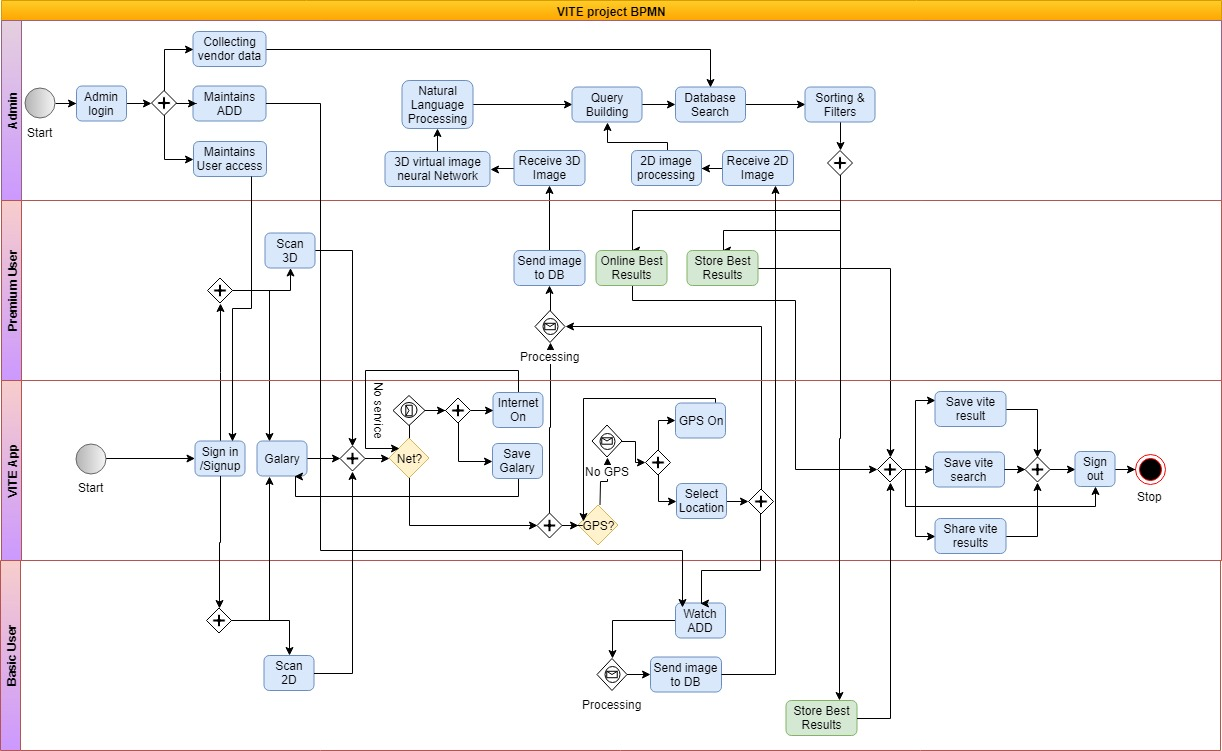 VITE project BPMN
Admin
Start
Admin
login
Collecting
vendor data
Maintains
ADD
Maintains
User access
Natural
Language
Processing
Query
Building
Database
Search
Sorting &
Filters
3D virtual image
neural Network
Receive 3D
Image
2D image
processing
Receive 2D
Image
Premium User
Scan
3D
Send image
to DB
Online Best
Results
Store Best
Results
Processing
VITE App
Start
Sign in
/Signup
Galary
No service
Net?
Internet
On
Save
Galary
No GPS
GPS?
GPS On
Select
Location
Save vite
result
Save vite
search
Share vite
results
Sign
out
Stop
Basic User
Scan
2D
Watch
ADD
Processing
Send image
to DB
Store Best
Results